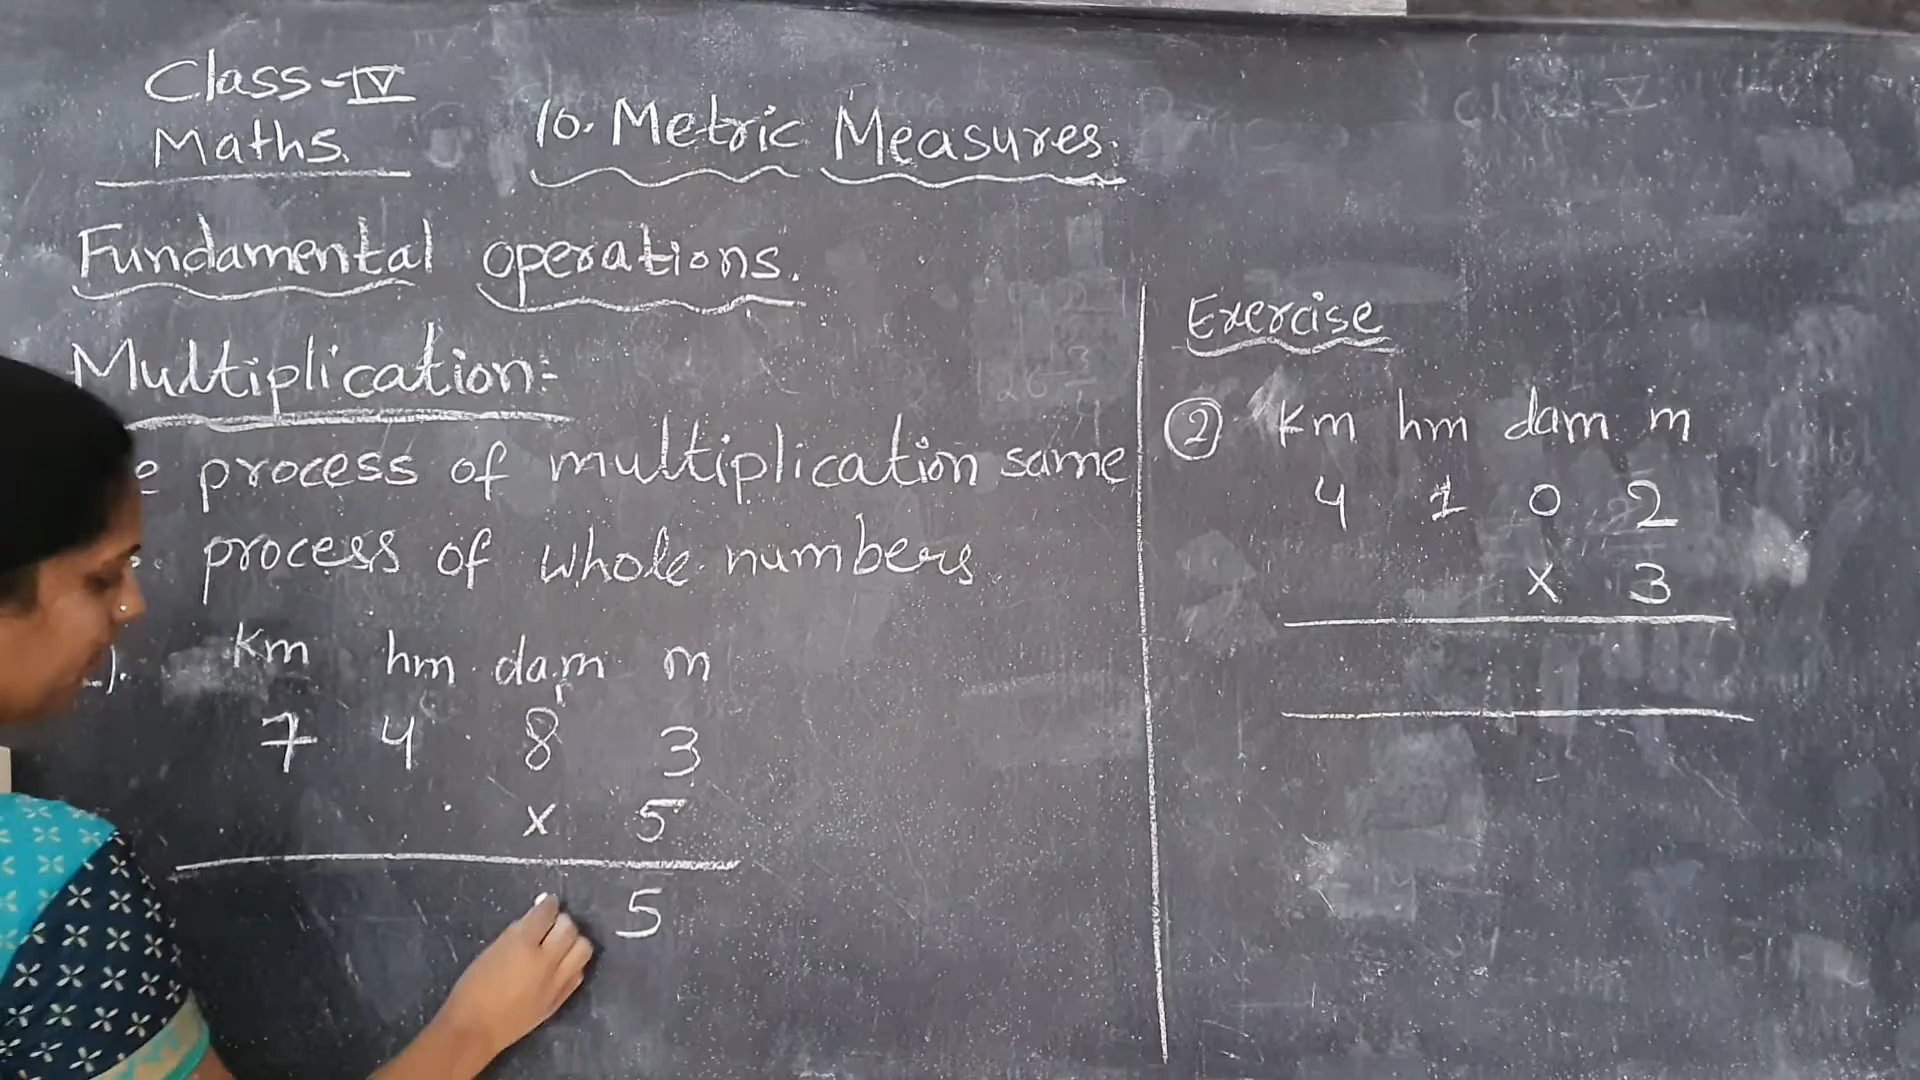 Class-IV
Maths.
10. Metric Measures.
Fundamental operations.
Multiplication:-
process of multiplication same
process of whole numbers
km hm dam m
7 4 8 3
x 5
5
Exercise
2 km hm dam m
4 1 0 2
x 3